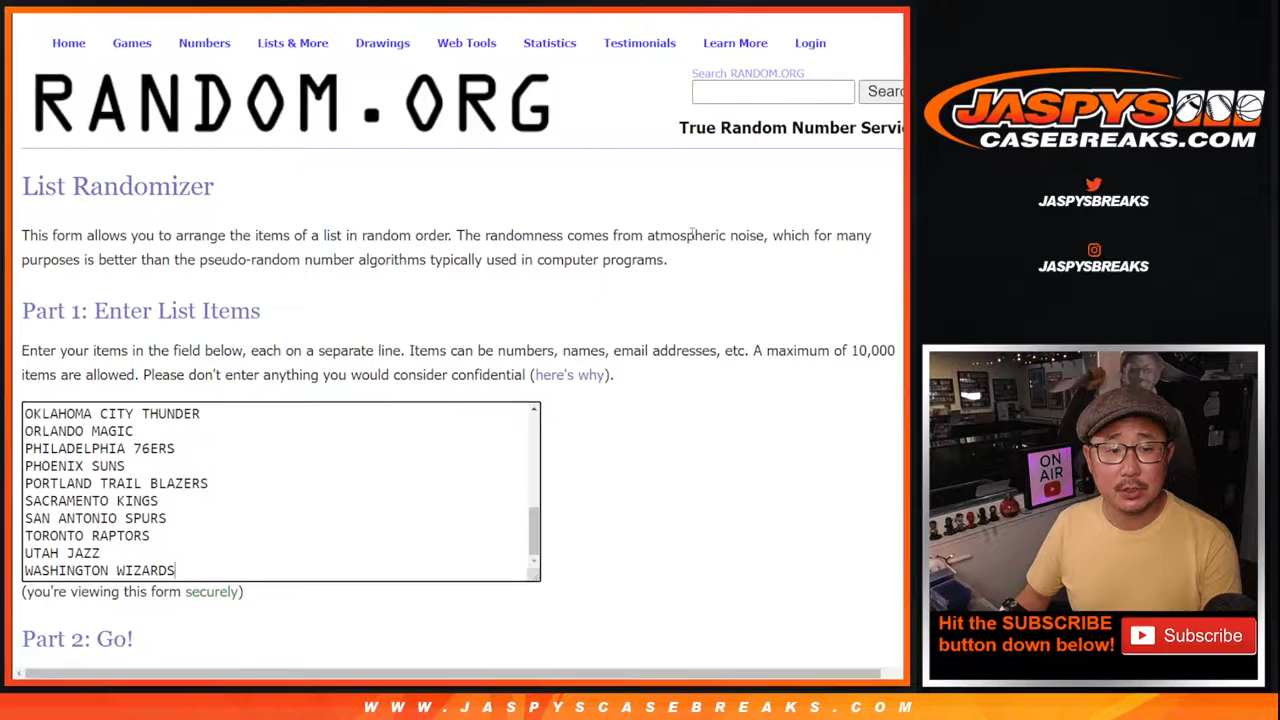 Home Games Numbers Lists & More Drawings Web Tools Statistics Testimonials Learn More Login
RANDOM.ORG
Search RANDOM.ORG
Searc
True Random Number Servi
List Randomizer
This form allows you to arrange the items of a list in random order. The randomness comes from atmospheric noise, which for many
purposes is better than the pseudo-random number algorithms typically used in computer programs.
Part 1: Enter List Items
Enter your items in the field below, each on a separate line. Items can be numbers, names, email addresses, etc. A maximum of 10,000
items are allowed. Please don't enter anything you would consider confidential (here's why).
OKLAHOMA CITY THUNDER
ORLANDO MAGIC
PHILADELPHIA 76ERS
PHOENIX SUNS
PORTLAND TRAIL BLAZERS
SACRAMENTO KINGS
SAN ANTONIO SPURS
TORONTO RAPTORS
UTAH JAZZ
WASHINGTON WIZARDS
(you're viewing this form securely)
Part 2: Go!
JASPYS
CASEBREAKS.COM
JASPYSBREAKS
JASPYSBREAKS
ON
AIR
Hit the SUBSCRIBE
button down below!
Subscribe
WWW.JASPYSCASEBREAKS.COM